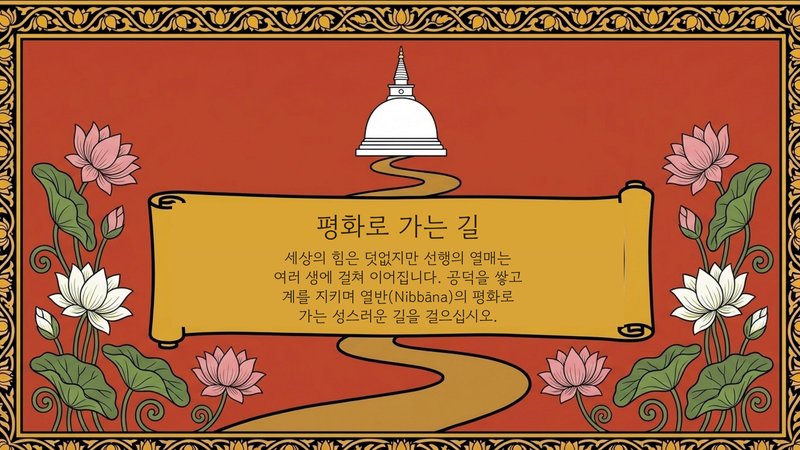 평화로 가는 길
세상의 힘은 덧없지만 선행의 열매는
여러 생에 걸쳐 이어집니다. 공덕을 쌓고
계를 지키며 열반(Nibbāna)의 평화로
가는 성스러운 길을 걸으십시오.